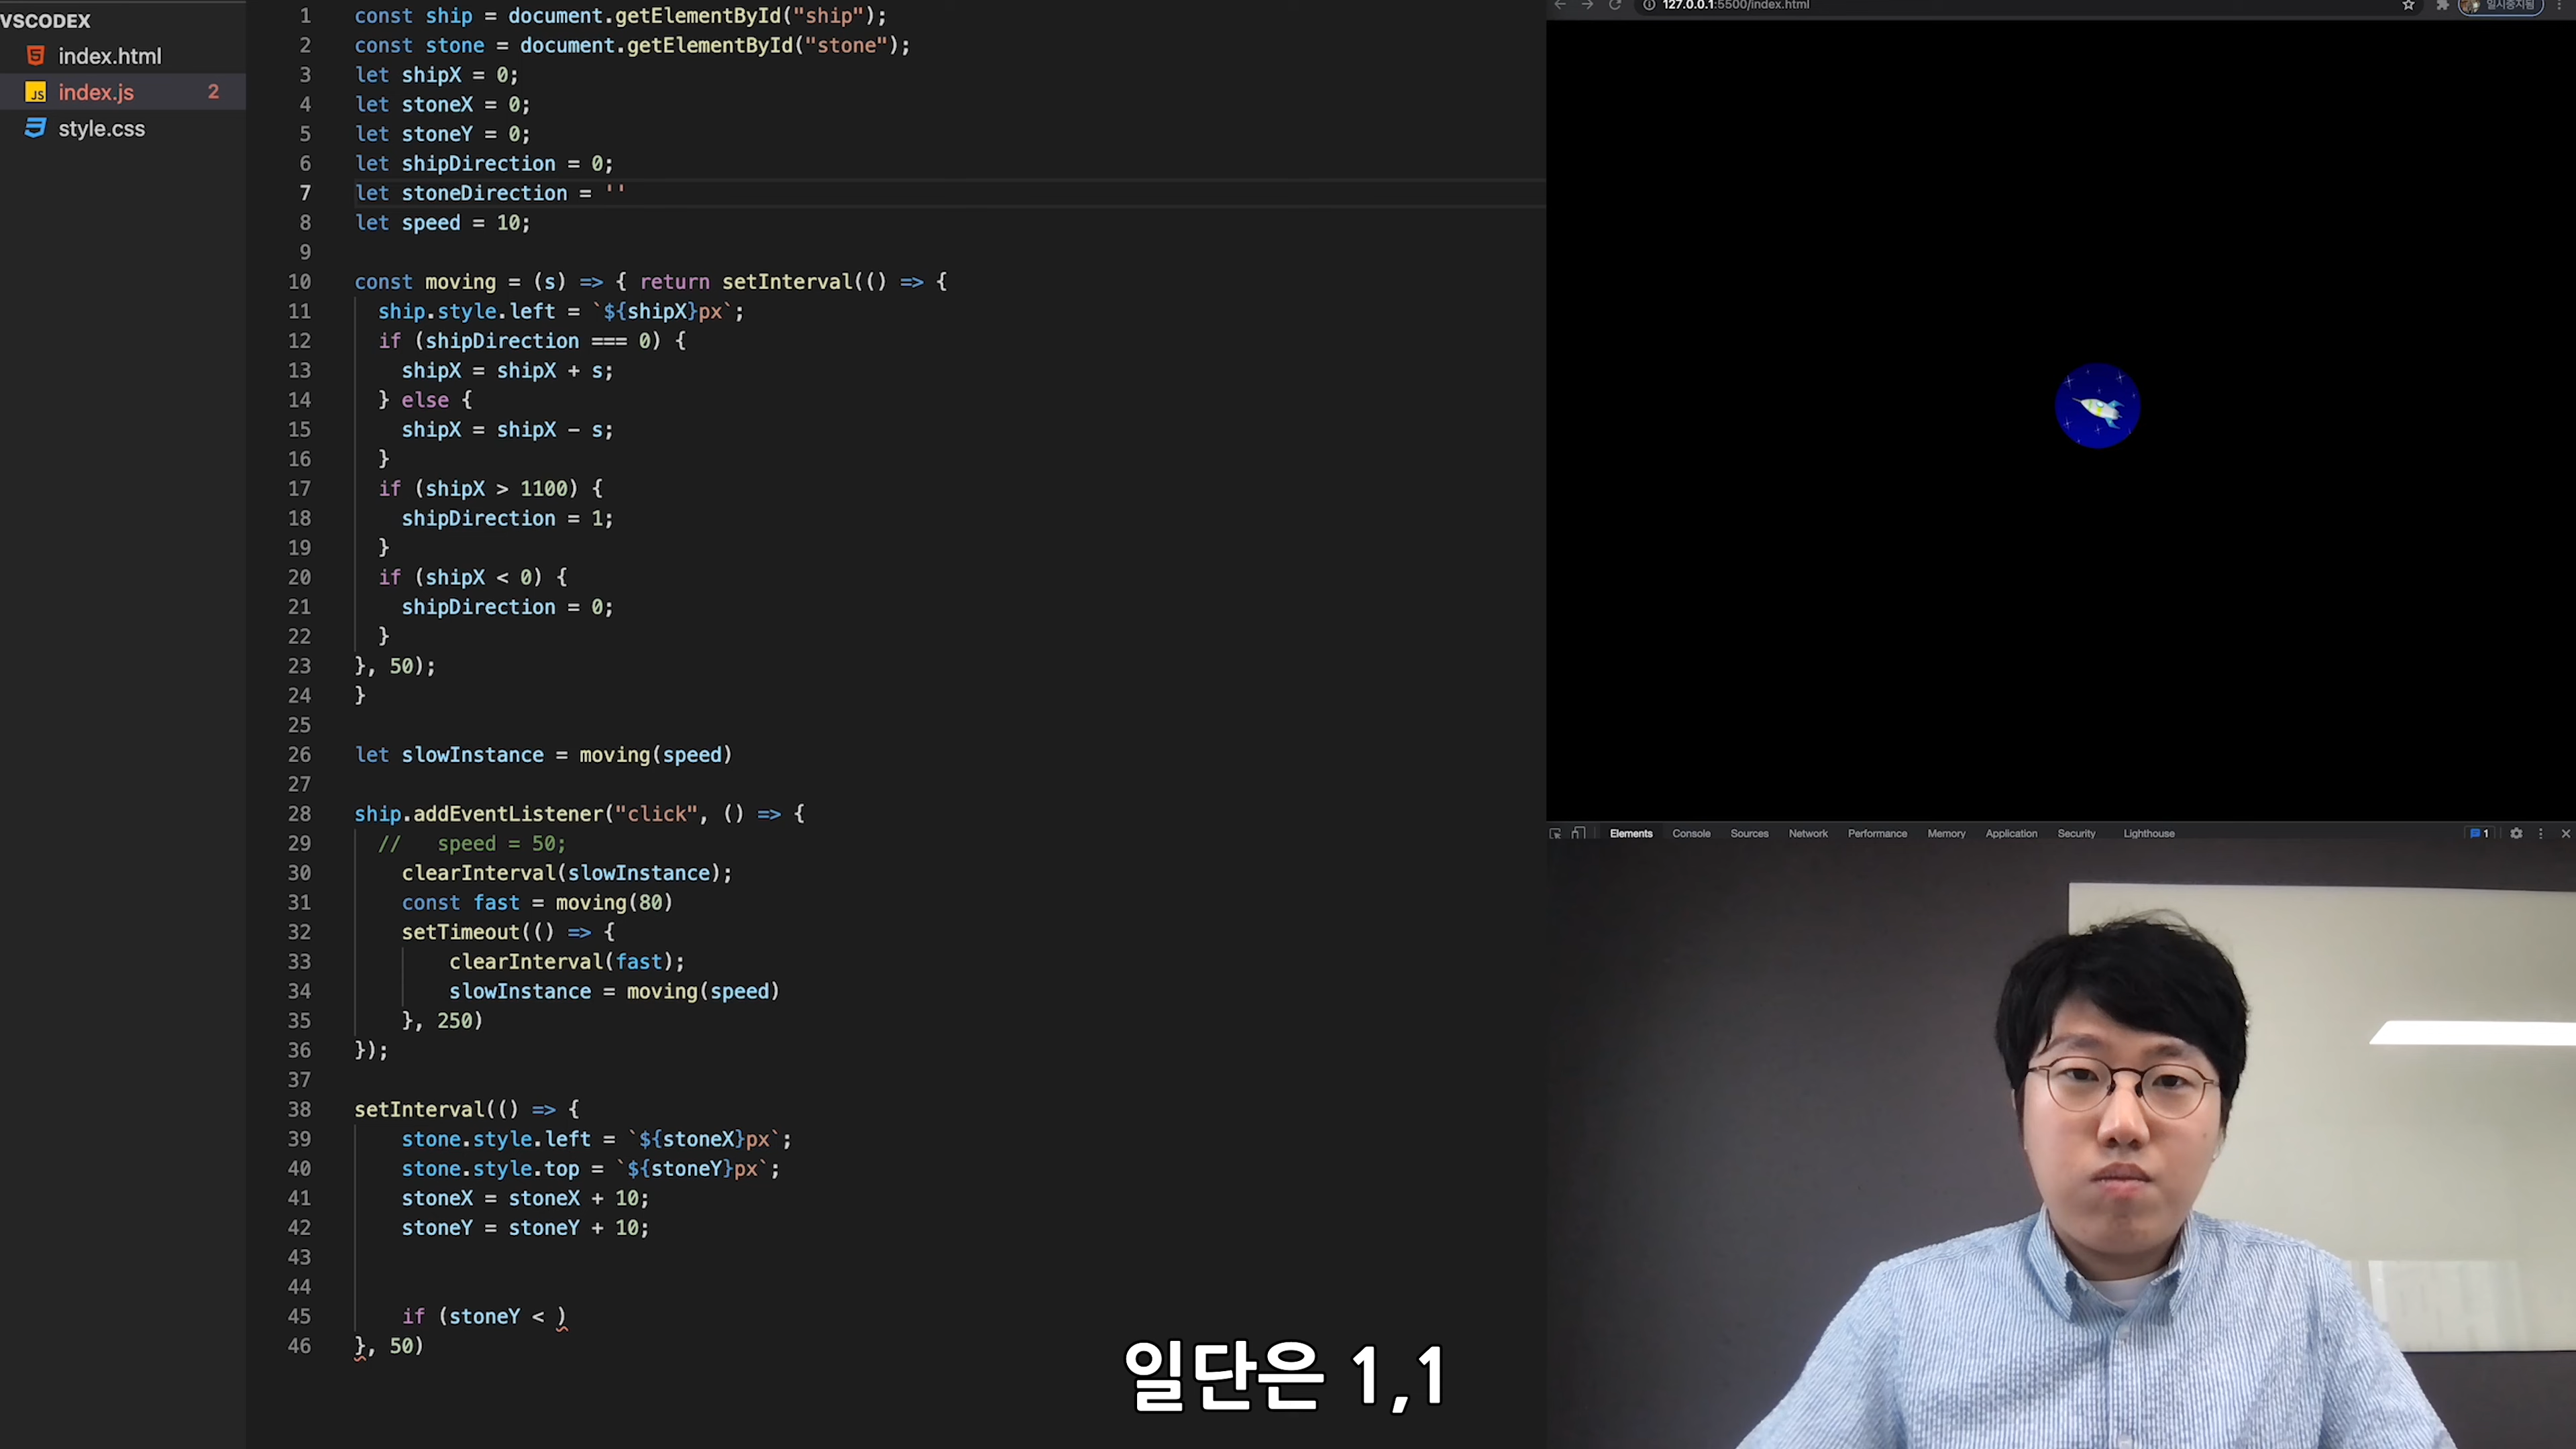 VSCODEX
index.html
JS index.js 2
style.css
1 const ship = document.getElementById("ship");
2 const stone = document.getElementById("stone");
3 let shipX = 0;
4 let stoneX = 0;
5 let stoneY = 0;
6 let shipDirection = 0;
7 let stoneDirection = ''
8 let speed = 10;
9
10 const moving = (s) => { return setInterval(() => {
11 ship.style.left = `${shipX}px`;
12 if (shipDirection === 0) {
13 shipX = shipX + s;
14 } else {
15 shipX = shipX - s;
16 }
17 if (shipX > 1100) {
18 shipDirection = 1;
19 }
20 if (shipX < 0) {
21 shipDirection = 0;
22 }
23 }, 50);
24 }
25
26 let slowInstance = moving(speed)
27
28 ship.addEventListener("click", () => {
29 // speed = 50;
30 clearInterval(slowInstance);
31 const fast = moving(80)
32 setTimeout(() => {
33 clearInterval(fast);
34 slowInstance = moving(speed)
35 }, 250)
36 });
37
38 setInterval(() => {
39 stone.style.left = `${stoneX}px`;
40 stone.style.top = `${stoneY}px`;
41 stoneX = stoneX + 10;
42 stoneY = stoneY + 10;
43
44
45 if (stoneY < )
46 }, 50)
127.0.0.1:5500/index.html
일시중지됨
Elements Console Sources Network Performance Memory Application Security Lighthouse 1
일단은 1,1